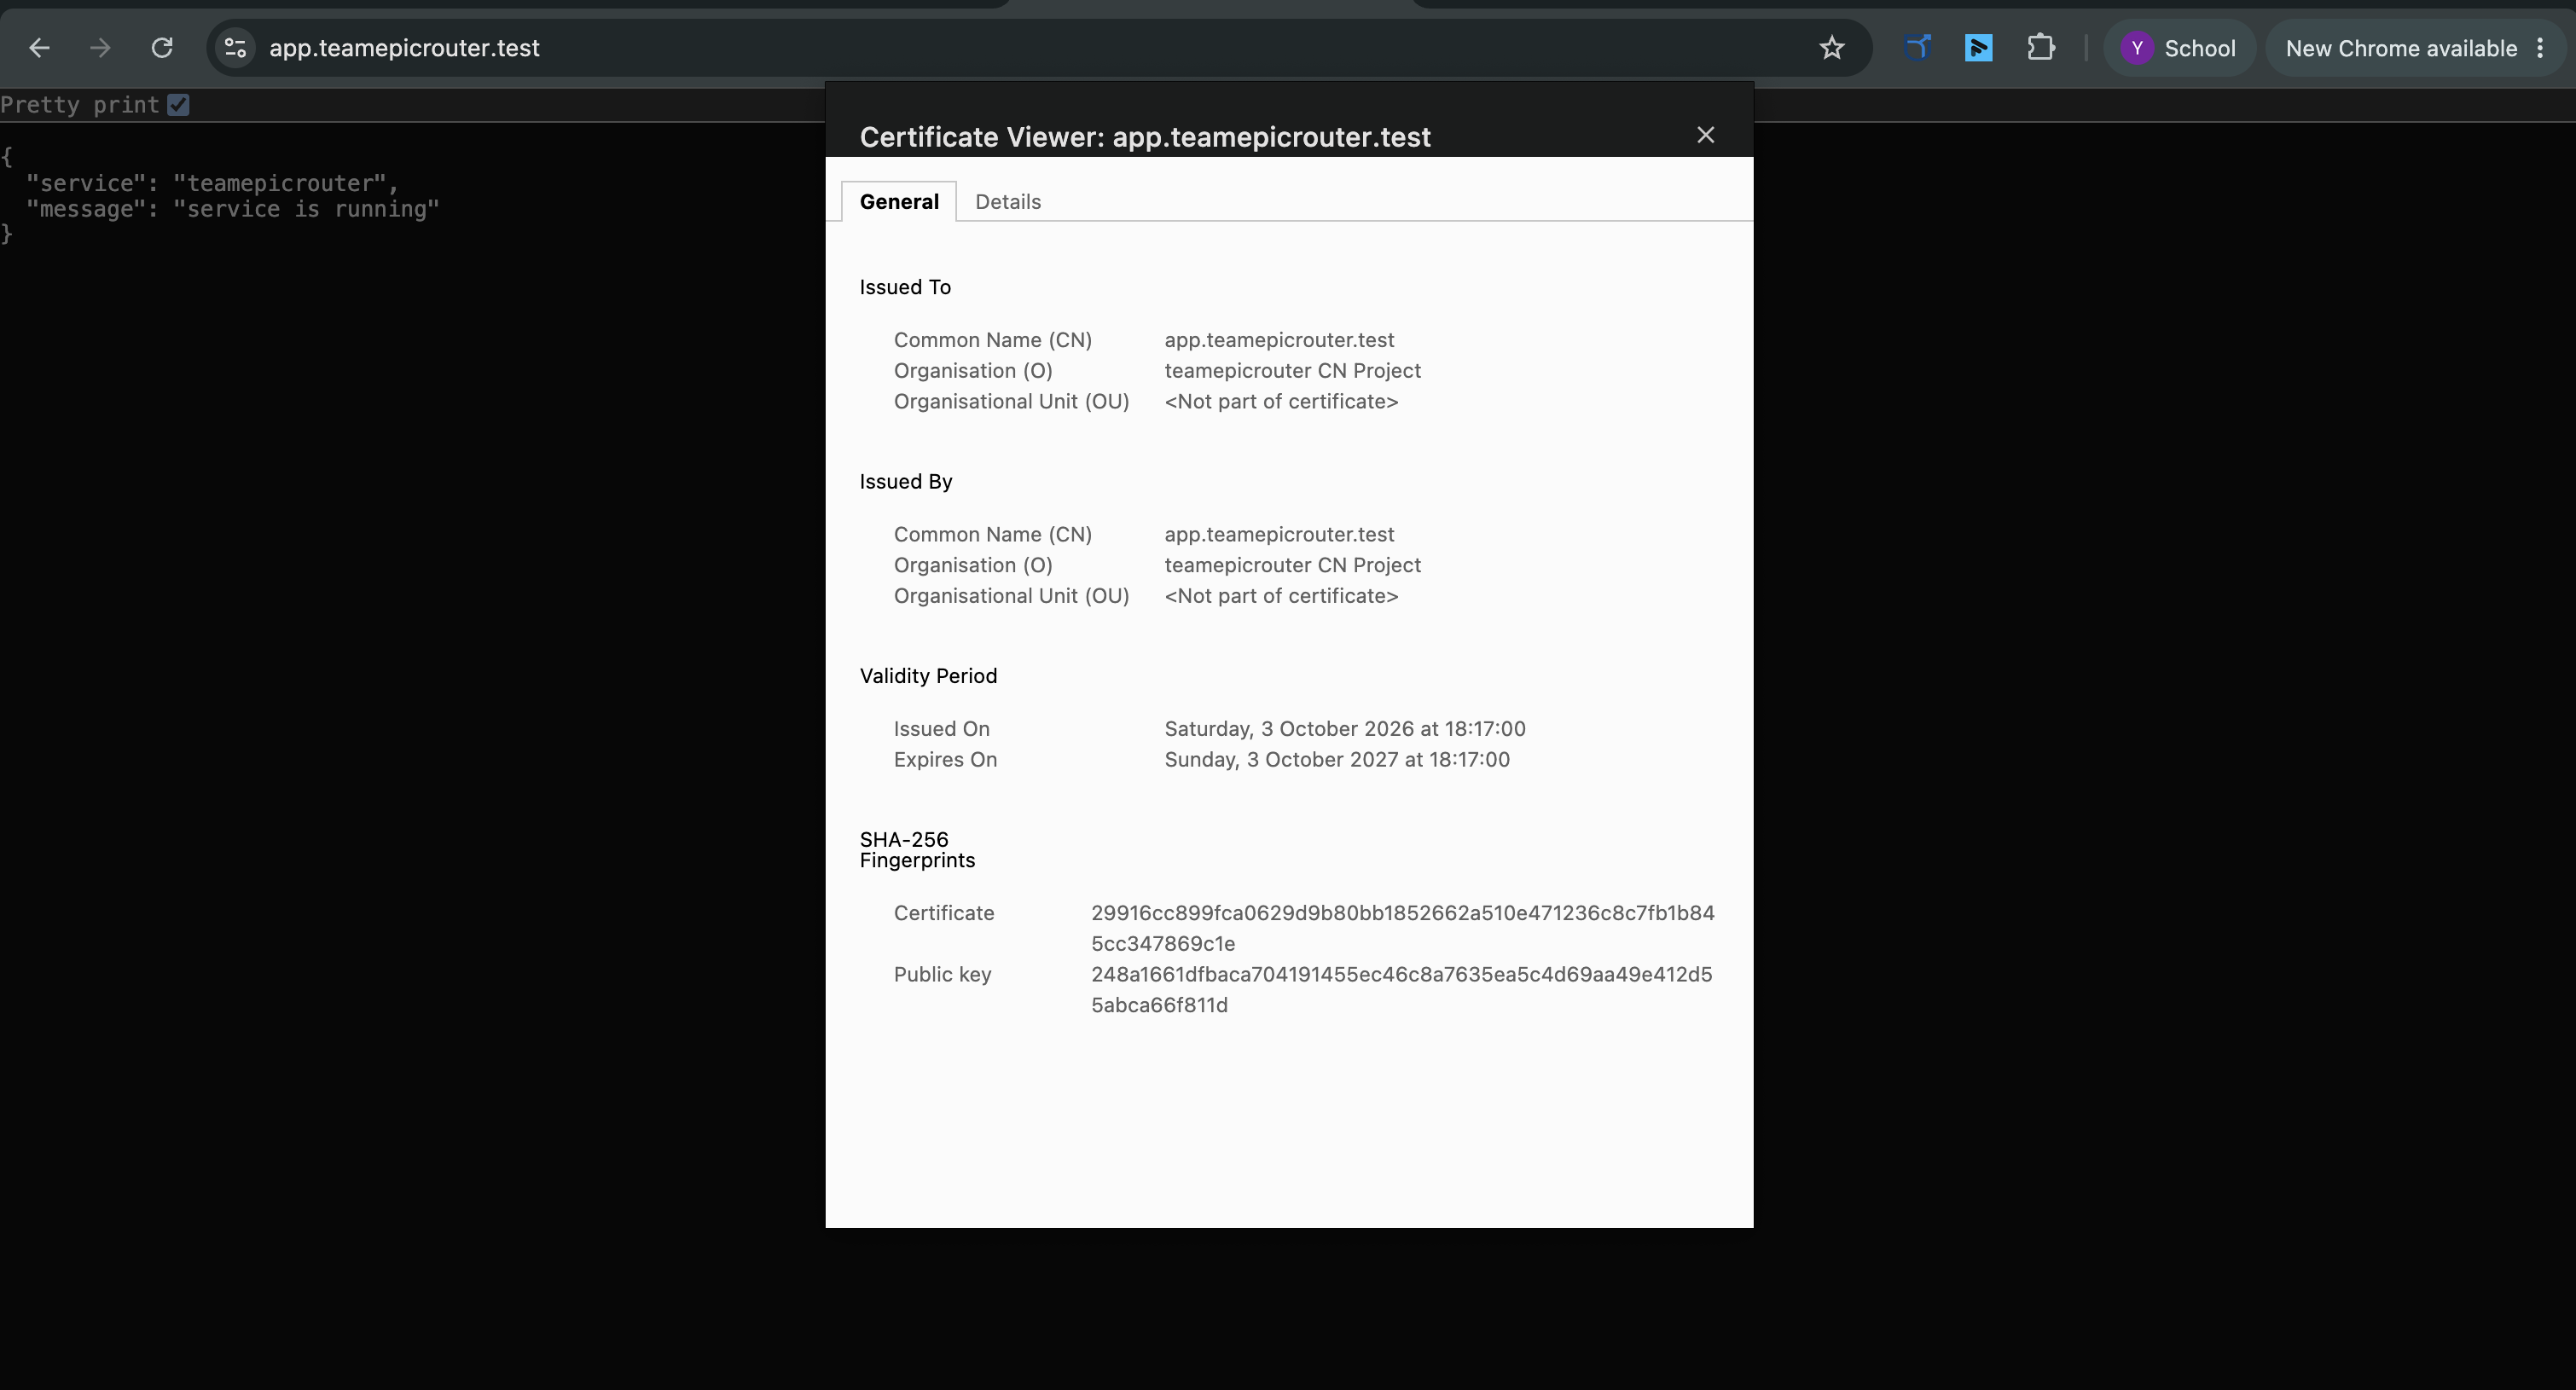 app.teamepicrouter.test
Y School
New Chrome available
Pretty print
{
"service": "teamepicrouter",
"message": "service is running"
}
Certificate Viewer: app.teamepicrouter.test
General Details
Issued To
Common Name (CN) app.teamepicrouter.test
Organisation (O) teamepicrouter CN Project
Organisational Unit (OU) <Not part of certificate>
Issued By
Common Name (CN) app.teamepicrouter.test
Organisation (O) teamepicrouter CN Project
Organisational Unit (OU) <Not part of certificate>
Validity Period
Issued On Saturday, 3 October 2026 at 18:17:00
Expires On Sunday, 3 October 2027 at 18:17:00
SHA-256
Fingerprints
Certificate 29916cc899fca0629d9b80bb1852662a510e471236c8c7fb1b84
5cc347869c1e
Public key 248a1661dfbaca704191455ec46c8a7635ea5c4d69aa49e412d5
5abca66f811d